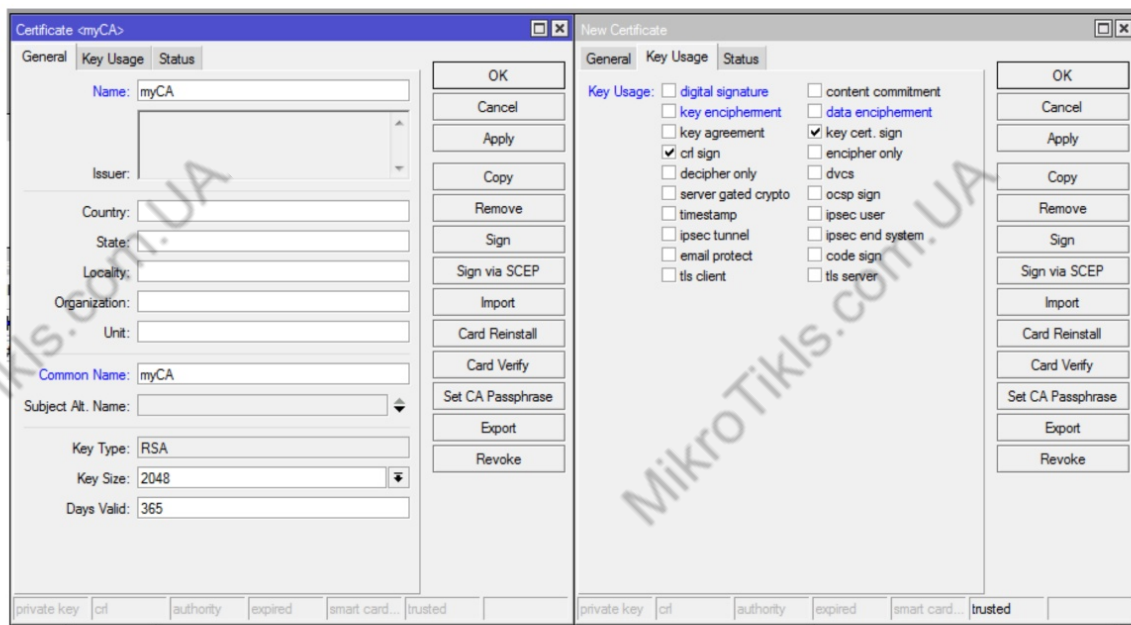 Certificate <myCA>
General Key Usage Status
Name: myCA
Issuer:
Country:
State:
Locality:
Organization:
Unit:
Common Name: myCA
Subject Alt. Name:
Key Type: RSA
Key Size: 2048
Days Valid: 365
OK
Cancel
Apply
Copy
Remove
Sign
Sign via SCEP
Import
Card Reinstall
Card Verify
Set CA Passphrase
Export
Revoke
private key crl authority expired smart card... trusted
New Certificate
General Key Usage Status
Key Usage: digital signature content commitment
key encipherment data encipherment
key agreement key cert. sign
crl sign encipher only
decipher only dvcs
server gated crypto ocsp sign
timestamp ipsec user
ipsec tunnel ipsec end system
email protect code sign
tls client tls server
OK
Cancel
Apply
Copy
Remove
Sign
Sign via SCEP
Import
Card Reinstall
Card Verify
Set CA Passphrase
Export
Revoke
private key crl authority expired smart card... trusted
kls.com.UA
MikroTikls.com.UA